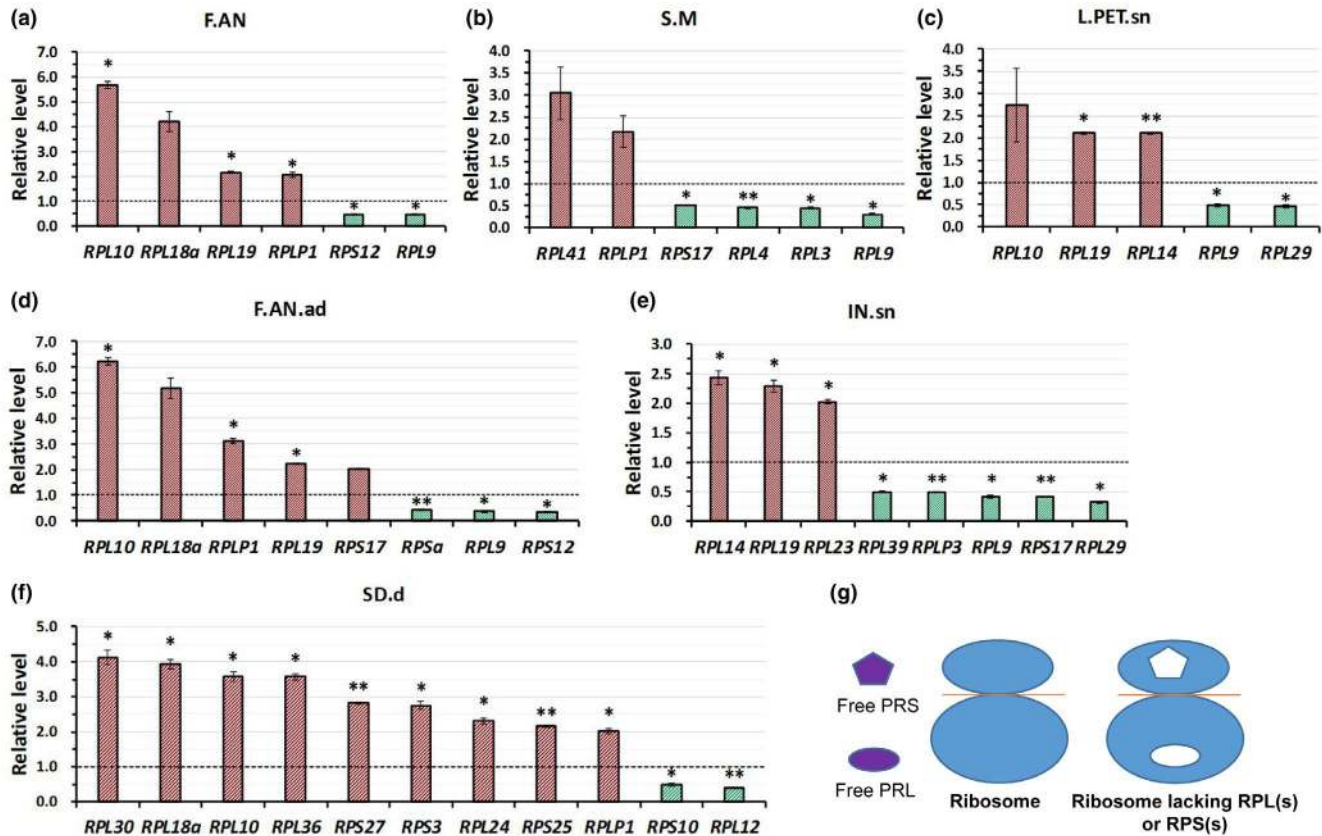 (a) F.AN
Relative level
7.0
6.0
5.0
4.0
3.0
2.0
1.0
0.0
* * * * *
RPL10 RPL18a RPL19 RPLP1 RPS12 RPL9
(b) S.M
Relative level
4.0
3.5
3.0
2.5
2.0
1.5
1.0
0.5
0.0
* ** * *
RPL41 RPLP1 RPS17 RPL4 RPL3 RPL9
(c) L.PET.sn
Relative level
4.0
3.5
3.0
2.5
2.0
1.5
1.0
0.5
0.0
* ** * *
RPL10 RPL19 RPL14 RPL9 RPL29
(d) F.AN.ad
Relative level
7.0
6.0
5.0
4.0
3.0
2.0
1.0
0.0
* * * ** * *
RPL10 RPL18a RPLP1 RPL19 RPS17 RPSa RPL9 RPS12
(e) IN.sn
Relative level
3.0
2.5
2.0
1.5
1.0
0.5
0.0
* * * * ** * ** *
RPL14 RPL19 RPL23 RPL39 RPLP3 RPL9 RPS17 RPL29
(f) SD.d
Relative level
5.0
4.0
3.0
2.0
1.0
0.0
* * * * ** * * ** * * **
RPL30 RPL18a RPL10 RPL36 RPS27 RPS3 RPL24 RPS25 RPLP1 RPS10 RPL12
(g)
Free PRS
Free PRL
Ribosome
Ribosome lacking RPL(s)
or RPS(s)